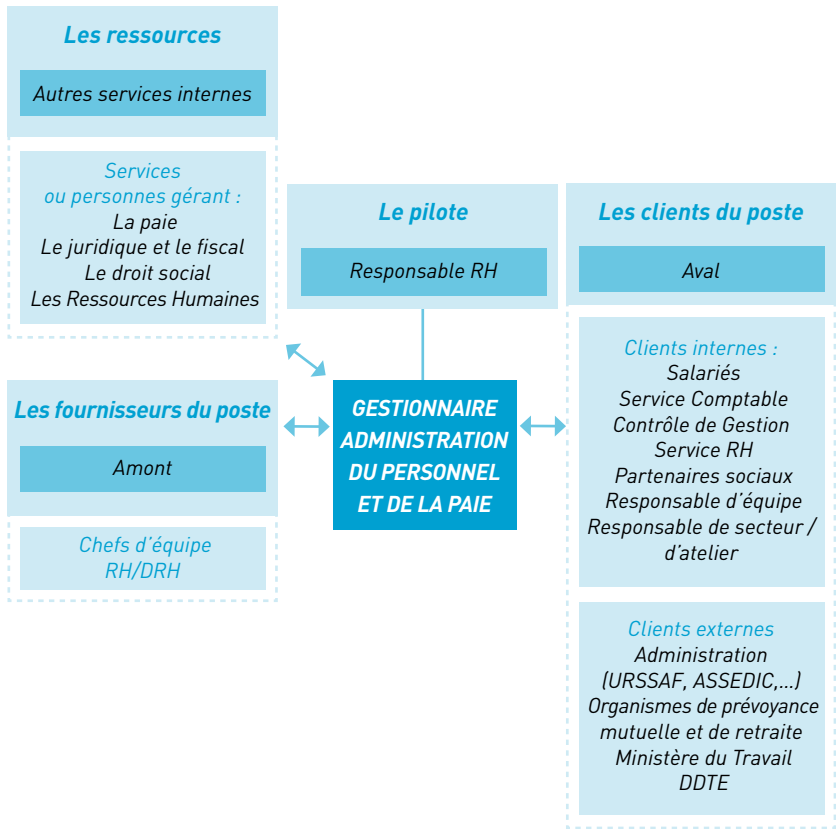 Les ressources
Autres services internes
Services
ou personnes gérant :
La paie
Le juridique et le fiscal
Le droit social
Les Ressources Humaines
Le pilote
Responsable RH
Les clients du poste
Aval
Clients internes :
Salariés
Service Comptable
Contrôle de Gestion
Service RH
Partenaires sociaux
Responsable d'équipe
Responsable de secteur /
d'atelier
Les fournisseurs du poste
Amont
Chefs d'équipe
RH/DRH
GESTIONNAIRE
ADMINISTRATION
DU PERSONNEL
ET DE LA PAIE
Clients externes
Administration
(URSSAF, ASSEDIC,...)
Organismes de prévoyance
mutuelle et de retraite
Ministère du Travail
DDTE